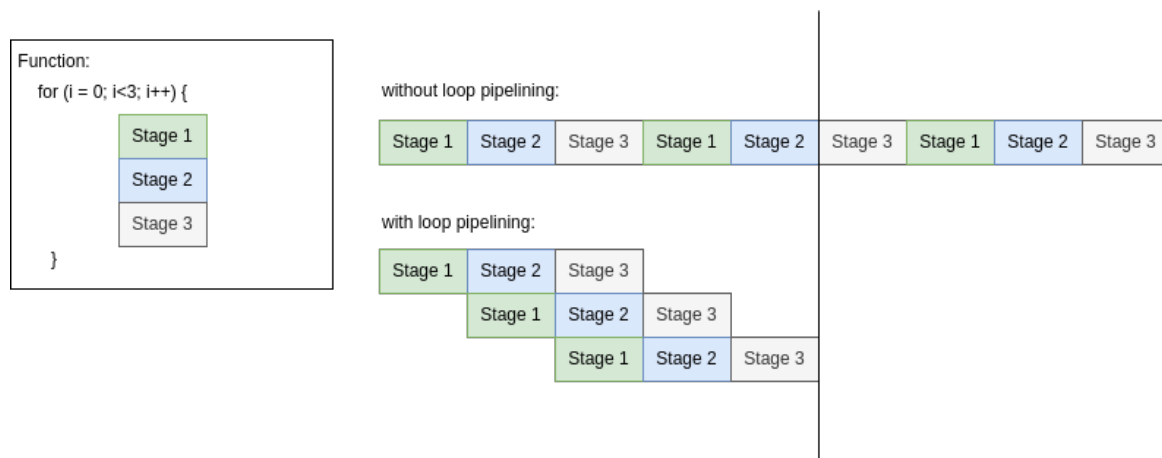 Function:
for (i = 0; i<3; i++) {
Stage 1
Stage 2
Stage 3
}
without loop pipelining:
Stage 1 Stage 2 Stage 3 Stage 1 Stage 2 Stage 3 Stage 1 Stage 2 Stage 3
with loop pipelining:
Stage 1 Stage 2 Stage 3
Stage 1 Stage 2 Stage 3
Stage 1 Stage 2 Stage 3